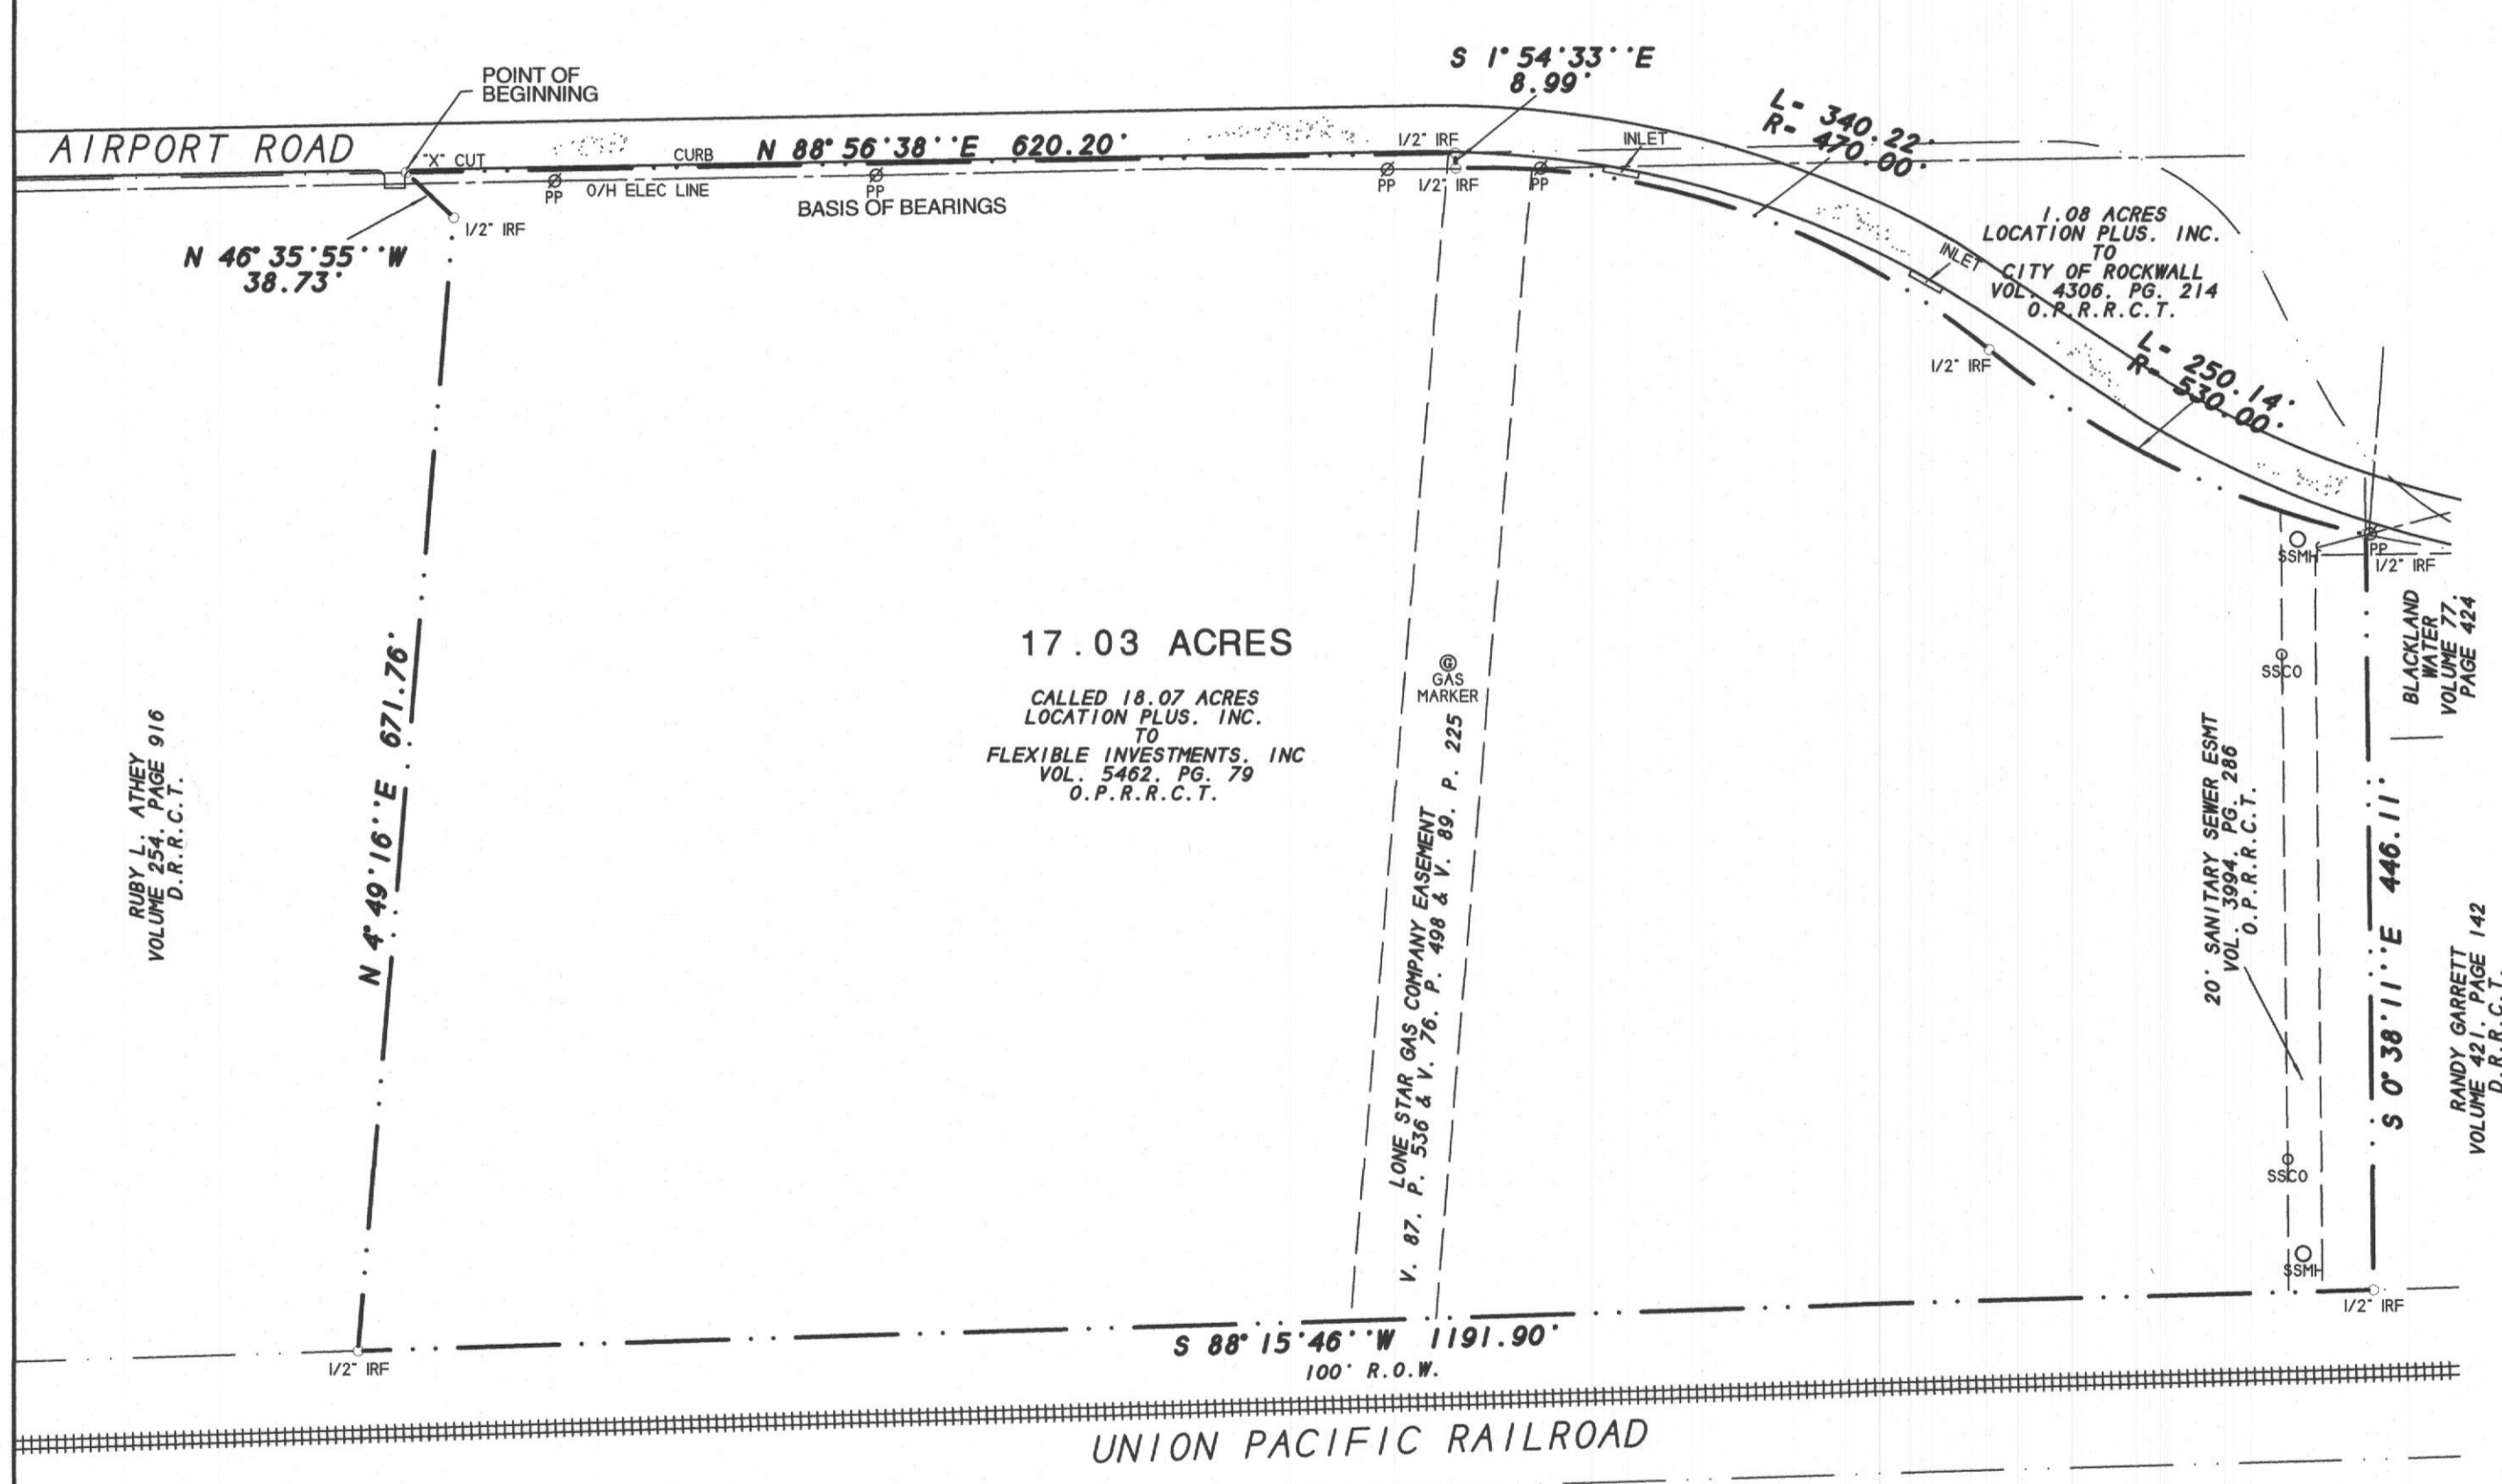 S 1° 54'33''E
8.99'
POINT OF
BEGINNING
L= 340.22'
R= 470.00'
AIRPORT ROAD
"X" CUT
CURB
N 88° 56'38''E 620.20'
1/2" IRF
INLET
PP
O/H ELEC LINE
PP
PP
1/2" IRF
PP
BASIS OF BEARINGS
1/2" IRF
N 46° 35'55''W
38.73'
1.08 ACRES
LOCATION PLUS, INC.
TO
CITY OF ROCKWALL
VOL. 4306, PG. 214
O.P.R.R.C.T.
INLET
L= 250.14'
R= 530.00'
1/2" IRF
SSMH
PP
1/2" IRF
BLACKLAND
WATER
VOLUME 77,
PAGE 424
17.03 ACRES
CALLED 18.07 ACRES
LOCATION PLUS, INC.
TO
FLEXIBLE INVESTMENTS, INC
VOL. 5462, PG. 79
O.P.R.R.C.T.
G
GAS
MARKER
SSCO
N 4° 49'16''E 671.76'
RUBY L. ATHEY
VOLUME 254, PAGE 916
D.R.R.C.T.
LONE STAR GAS COMPANY EASEMENT
V. 87, P. 536 & V. 76, P. 498 & V. 89, P. 225
20' SANITARY SEWER ESMT
VOL. 3994, PG. 286
O.P.R.R.C.T.
S 0° 38'11''E 446.11'
RANDY GARRETT
VOLUME 421, PAGE 142
D.R.R.C.T.
SSCO
SSMH
1/2" IRF
S 88° 15'46''W 1191.90'
100' R.O.W.
1/2" IRF
UNION PACIFIC RAILROAD